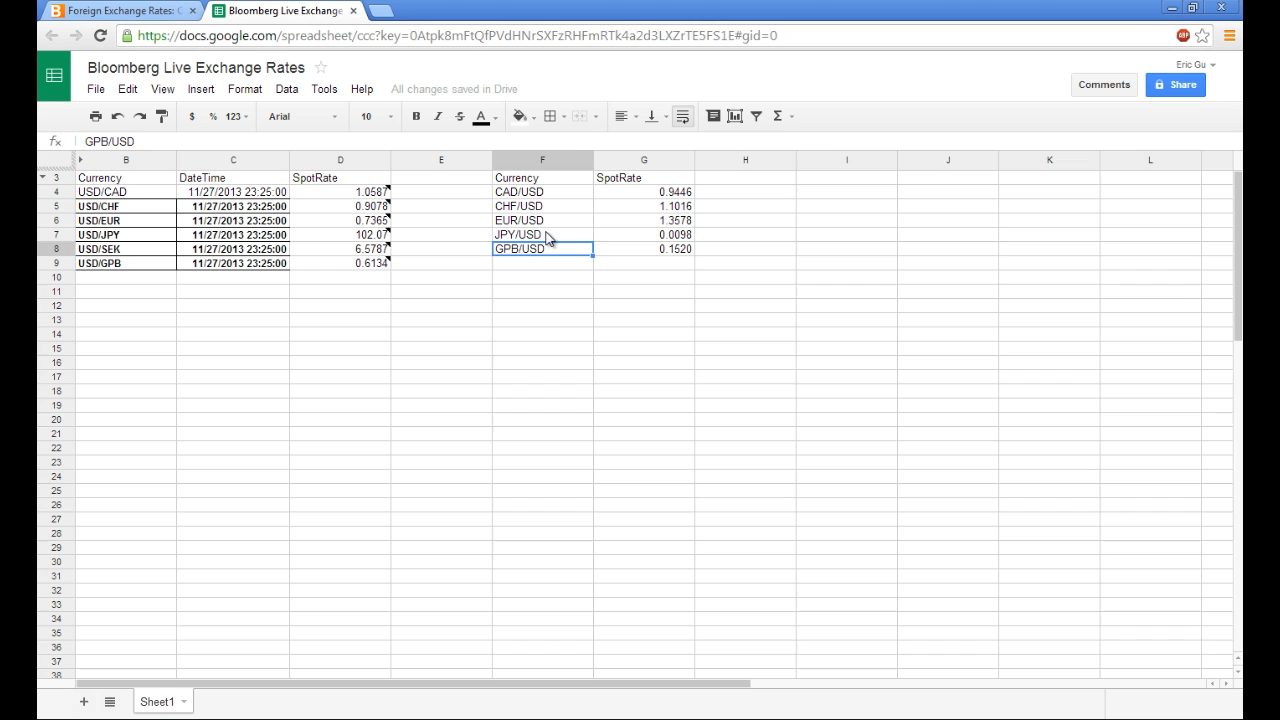 Foreign Exchange Rates: C
Bloomberg Live Exchange
https://docs.google.com/spreadsheet/ccc?key=0Atpk8mFtQfPVdHNrSXFzRHFmRTk4a2d3LXZrTE5FS1E#gid=0
ABP
Bloomberg Live Exchange Rates
Eric Gu
File Edit View Insert Format Data Tools Help All changes saved in Drive
Comments Share
$ % 123 Arial 10 B I S A Σ
fx GPB/USD
B C D E F G H I J K L
3 Currency DateTime SpotRate Currency SpotRate
4 USD/CAD 11/27/2013 23:25:00 1.0587 CAD/USD 0.9446
5 USD/CHF 11/27/2013 23:25:00 0.9078 CHF/USD 1.1016
6 USD/EUR 11/27/2013 23:25:00 0.7365 EUR/USD 1.3578
7 USD/JPY 11/27/2013 23:25:00 102.07 JPY/USD 0.0098
8 USD/SEK 11/27/2013 23:25:00 6.5787 GPB/USD 0.1520
9 USD/GPB 11/27/2013 23:25:00 0.6134
10
11
12
13
14
15
16
17
18
19
20
21
22
23
24
25
26
27
28
29
30
31
32
33
34
35
36
37
38
Sheet1